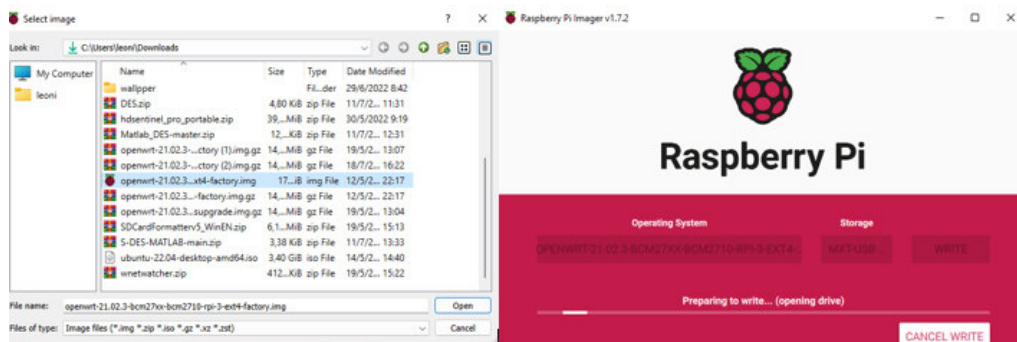 Select image ? ×
Look in: C:\Users\leoni\Downloads
My Computer
leoni
Name Size Type Date Modified
wallpper Fil...der 29/6/2022 8:42
DES.zip 4,80 KiB zip File 11/7/2... 11:31
hdsentinel_pro_portable.zip 39,...MiB zip File 30/5/2022 9:19
Matlab_DES-master.zip 12,...KiB zip File 11/7/2... 12:31
openwrt-21.02.3-...ctory (1).img.gz 14,...MiB gz File 19/5/2... 13:07
openwrt-21.02.3-...ctory (2).img.gz 14,...MiB gz File 18/7/2... 16:22
openwrt-21.02.3...xt4-factory.img 17...iB img File 12/5/2... 22:17
openwrt-21.02.3...-factory.img.gz 14,...MiB gz File 12/5/2... 22:17
openwrt-21.02.3...supgrade.img.gz 14,...MiB gz File 19/5/2... 13:04
SDCardFormatterv5_WinEN.zip 6,1...MiB zip File 19/5/2... 15:13
S-DES-MATLAB-main.zip 3,38 KiB zip File 11/7/2... 13:33
ubuntu-22.04-desktop-amd64.iso 3,40 GiB iso File 14/5/2... 14:40
wnetwatcher.zip 412...KiB zip File 19/5/2... 15:22
File name: openwrt-21.02.3-bcm27xx-bcm2710-rpi-3-ext4-factory.img Open
Files of type: Image files (*.img *.zip *.iso *.gz *.xz *.zst) Cancel
Raspberry Pi Imager v1.7.2
Raspberry Pi
Operating System Storage
OPENWRT-21.02.3-BCM27XX-BCM2710-RPI-3-EXT4- MXT-USB... WRITE
Preparing to write... (opening drive)
CANCEL WRITE